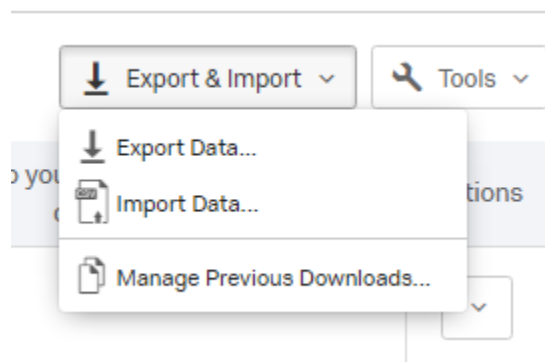 Export & Import
Tools
Export Data...
Import Data...
Manage Previous Downloads...
tions